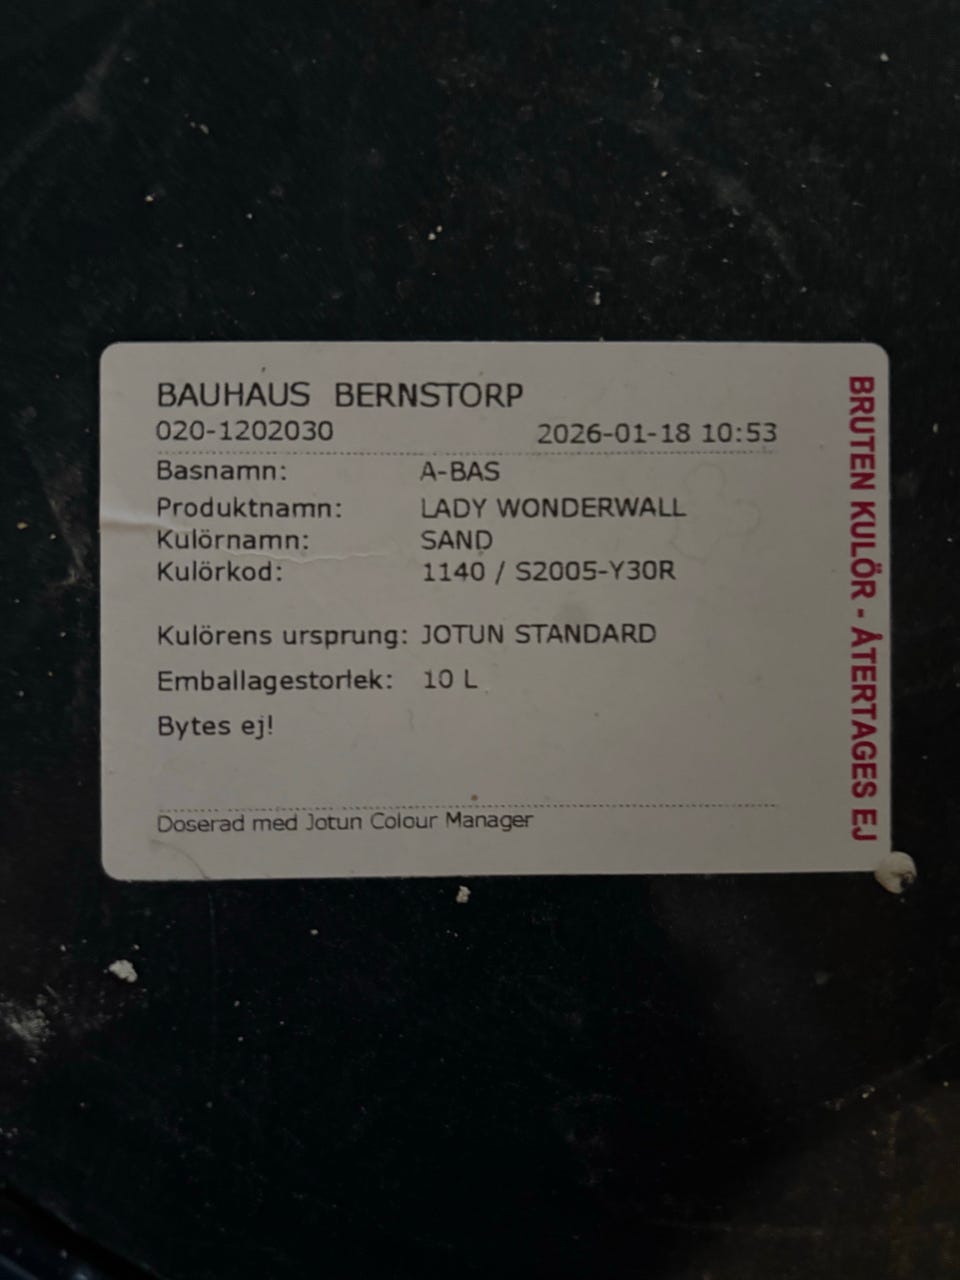 BAUHAUS BERNSTORP
020-1202030 2026-01-18 10:53
Basnamn: A-BAS
Produktnamn: LADY WONDERWALL
Kulörnamn: SAND
Kulörkod: 1140 / S2005-Y30R
Kulörens ursprung: JOTUN STANDARD
Emballagestorlek: 10 L
Bytes ej!
Doserad med Jotun Colour Manager
BRUTEN KULÖR - ÅTERTAGES EJ